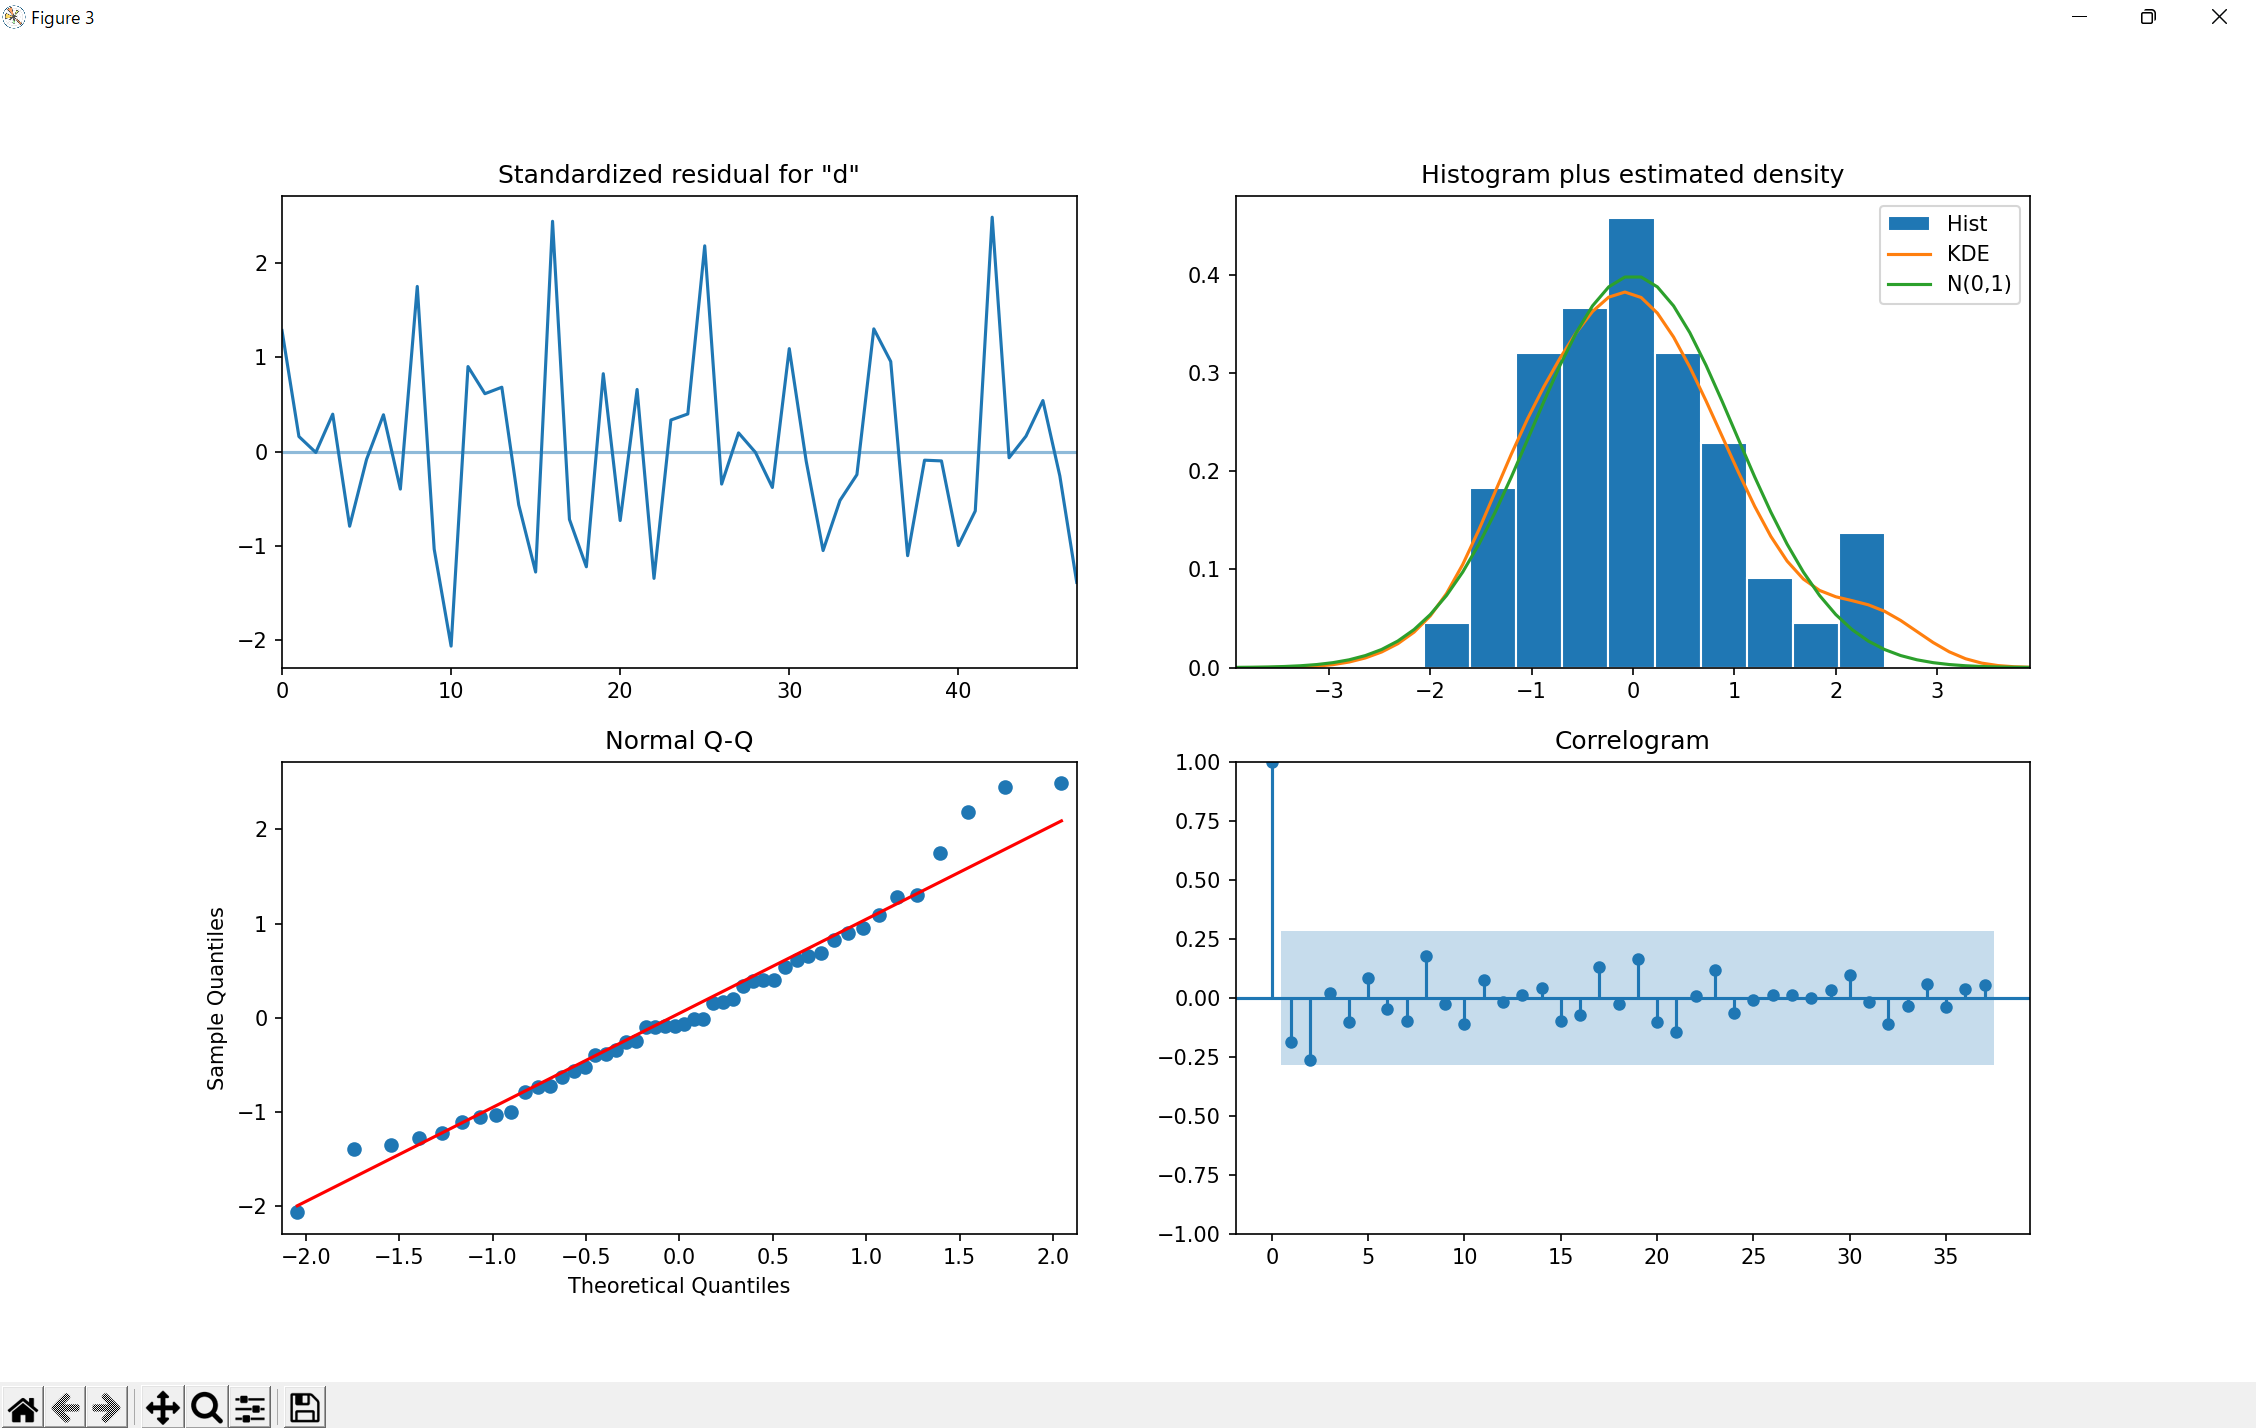 Figure 3
Standardized residual for "d"
2
1
0
−1
−2
0 10 20 30 40
Histogram plus estimated density
Hist
KDE
N(0,1)
0.4
0.3
0.2
0.1
0.0
−3 −2 −1 0 1 2 3
Normal Q-Q
Sample Quantiles
2
1
0
−1
−2
−2.0 −1.5 −1.0 −0.5 0.0 0.5 1.0 1.5 2.0
Theoretical Quantiles
Correlogram
1.00
0.75
0.50
0.25
0.00
−0.25
−0.50
−0.75
−1.00
0 5 10 15 20 25 30 35